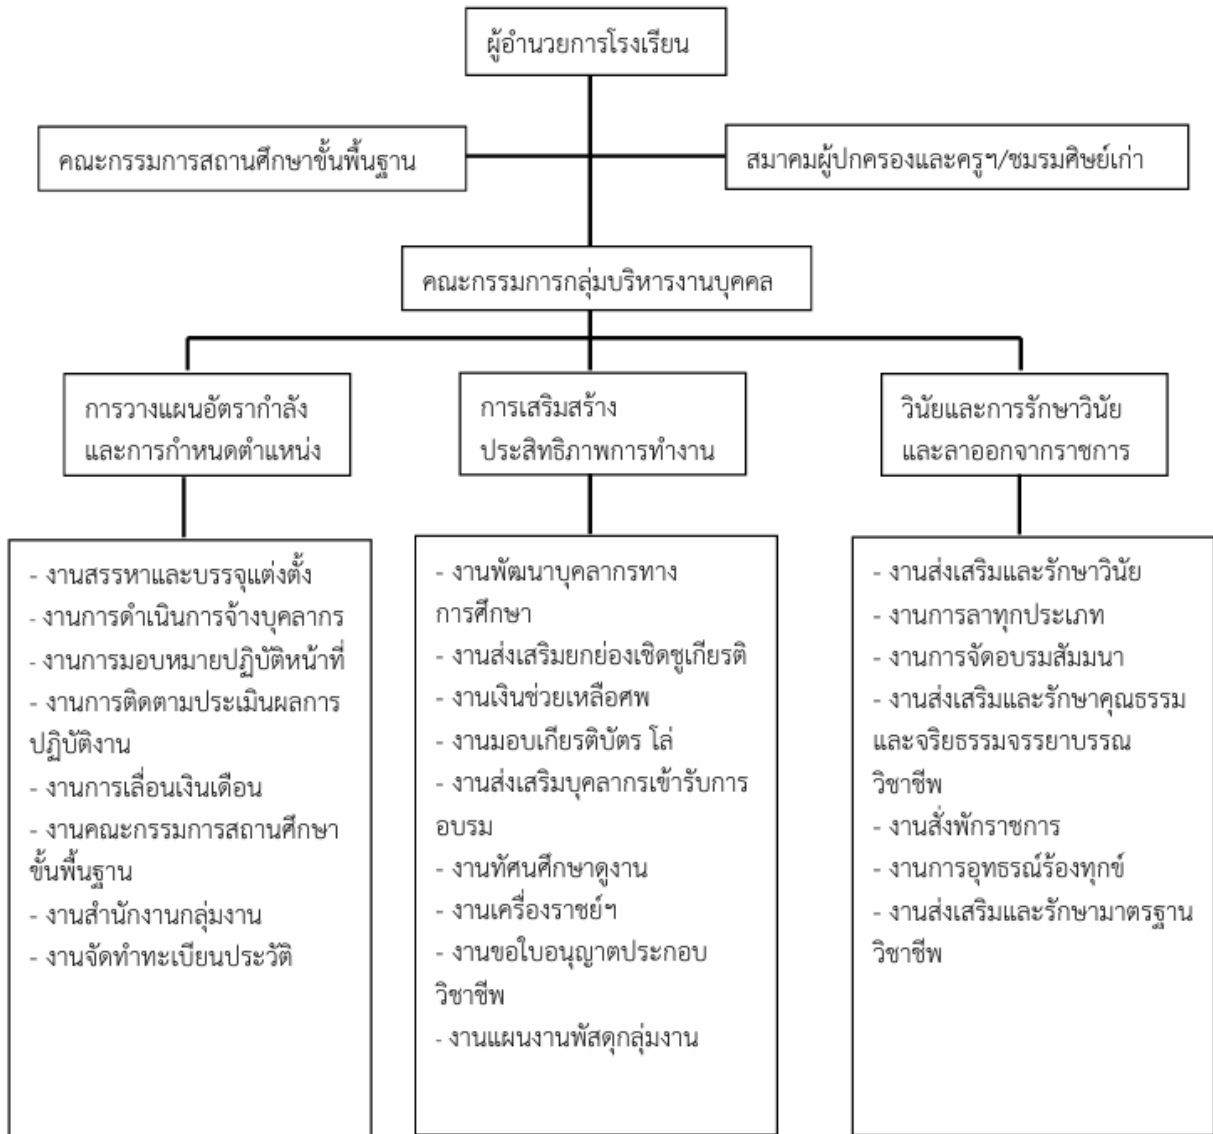 ผู้อำนวยการโรงเรียน
คณะกรรมการสถานศึกษาขั้นพื้นฐาน
สมาคมผู้ปกครองและครูฯ/ชมรมศิษย์เก่า
คณะกรรมการกลุ่มบริหารงานบุคคล
การวางแผนอัตรากำลัง
และการกำหนดตำแหน่ง
การเสริมสร้าง
ประสิทธิภาพการทำงาน
วินัยและการรักษาวินัย
และลาออกจากราชการ
- งานสรรหาและบรรจุแต่งตั้ง
- งานการดำเนินการจ้างบุคลากร
- งานการมอบหมายปฏิบัติหน้าที่
- งานการติดตามประเมินผลการ
ปฏิบัติงาน
- งานการเลื่อนเงินเดือน
- งานคณะกรรมการสถานศึกษา
ขั้นพื้นฐาน
- งานสำนักงานกลุ่มงาน
- งานจัดทำทะเบียนประวัติ
- งานพัฒนาบุคลากรทาง
การศึกษา
- งานส่งเสริมยกย่องเชิดชูเกียรติ
- งานเงินช่วยเหลือศพ
- งานมอบเกียรติบัตร โล่
- งานส่งเสริมบุคลากรเข้ารับการ
อบรม
- งานทัศนศึกษาดูงาน
- งานเครื่องราชย์ฯ
- งานขอใบอนุญาตประกอบ
วิชาชีพ
- งานแผนงานพัสดุกลุ่มงาน
- งานส่งเสริมและรักษาวินัย
- งานการลาทุกประเภท
- งานการจัดอบรมสัมมนา
- งานส่งเสริมและรักษาคุณธรรม
และจริยธรรมจรรยาบรรณ
วิชาชีพ
- งานสั่งพักราชการ
- งานการอุทธรณ์ร้องทุกข์
- งานส่งเสริมและรักษามาตรฐาน
วิชาชีพ